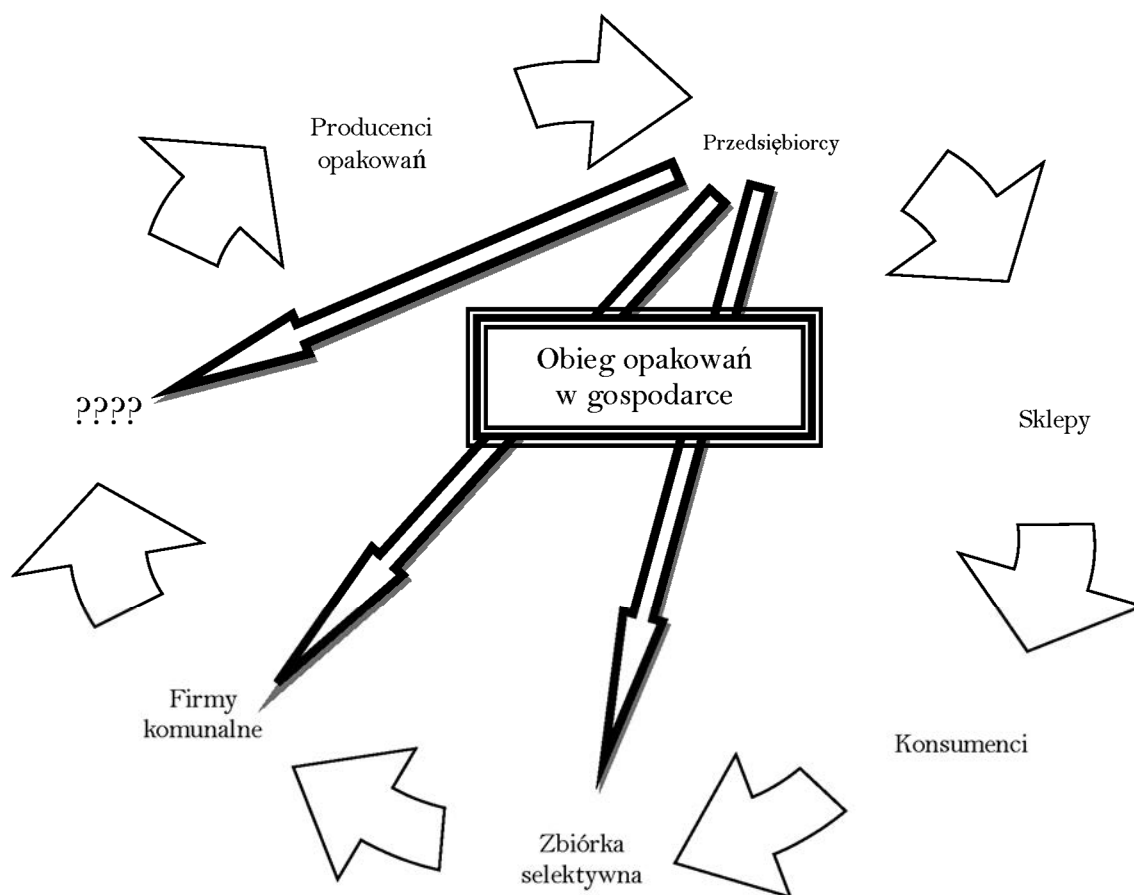 Producenci
opakowań
Przedsiębiorcy
Obieg opakowań
w gospodarce
????
Sklepy
Firmy
komunalne
Konsumenci
Zbiórka
selektywna